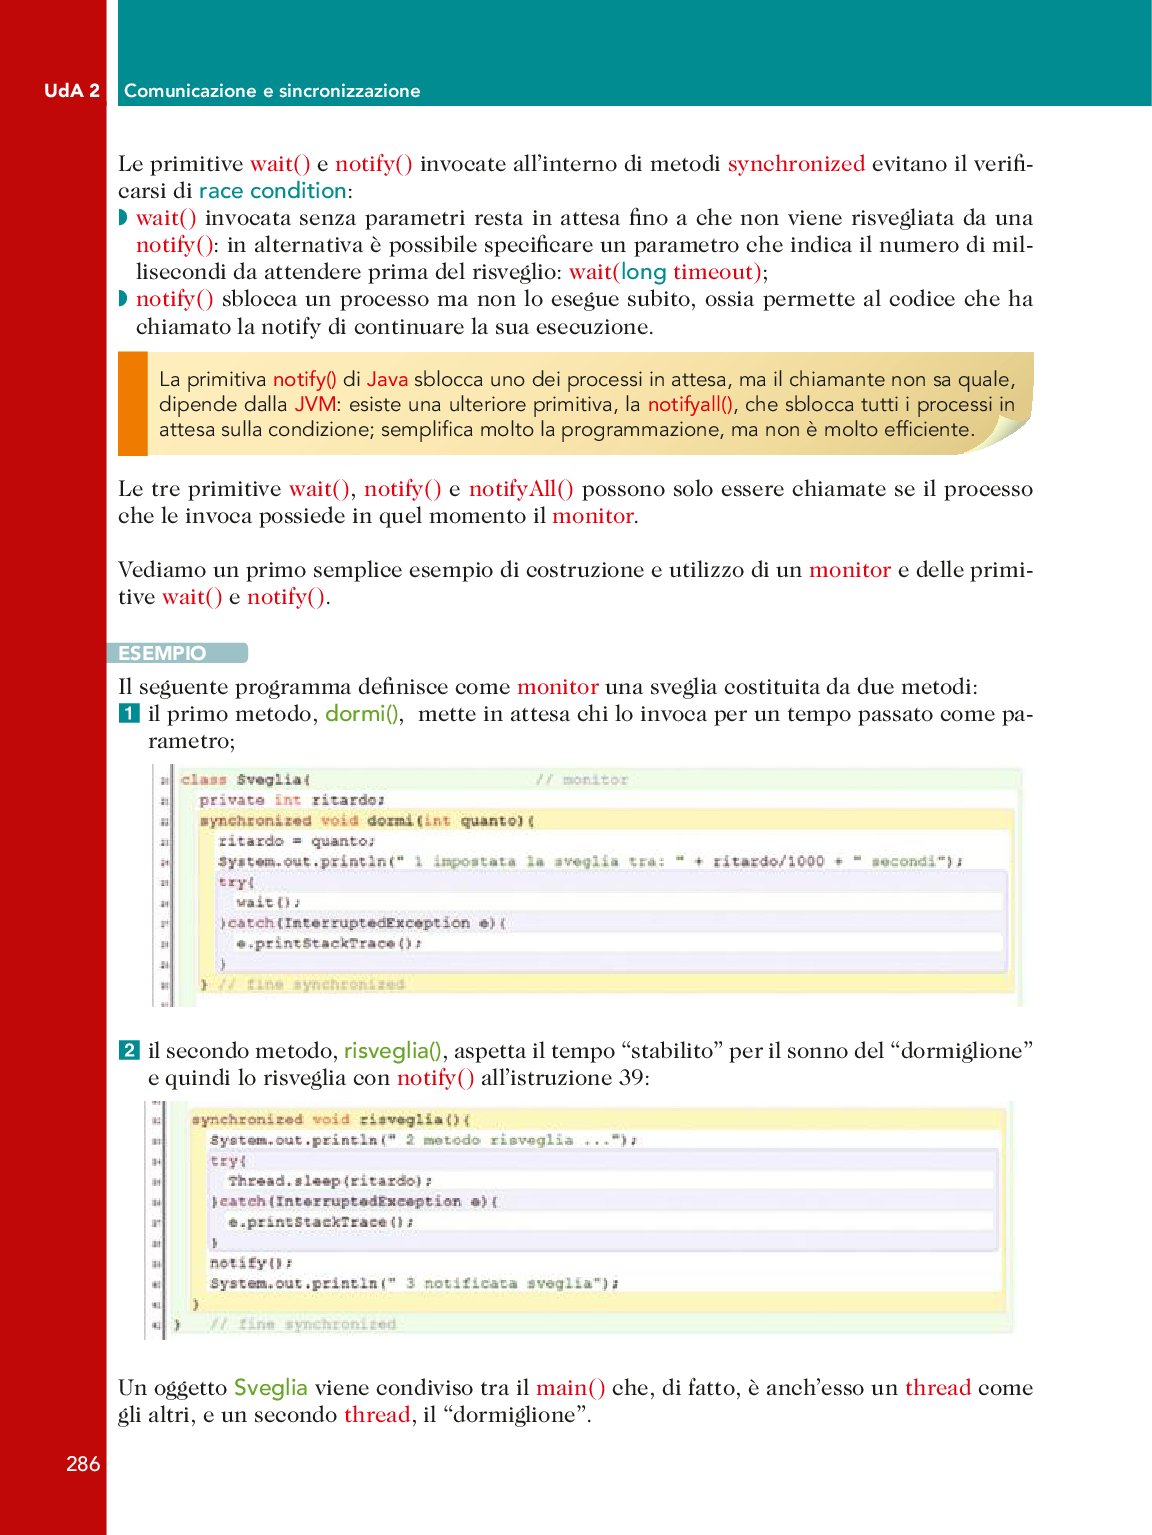 UdA 2 Comunicazione e sincronizzazione
Le primitive wait() e notify() invocate all’interno di metodi synchronized evitano il verifi-
carsi di race condition:
◗ wait() invocata senza parametri resta in attesa fino a che non viene risvegliata da una
notify(): in alternativa è possibile specificare un parametro che indica il numero di mil-
lisecondi da attendere prima del risveglio: wait(long timeout);
◗ notify() sblocca un processo ma non lo esegue subito, ossia permette al codice che ha
chiamato la notify di continuare la sua esecuzione.
La primitiva notify() di Java sblocca uno dei processi in attesa, ma il chiamante non sa quale,
dipende dalla JVM: esiste una ulteriore primitiva, la notifyall(), che sblocca tutti i processi in
attesa sulla condizione; semplifica molto la programmazione, ma non è molto efficiente.
Le tre primitive wait(), notify() e notifyAll() possono solo essere chiamate se il processo
che le invoca possiede in quel momento il monitor.
Vediamo un primo semplice esempio di costruzione e utilizzo di un monitor e delle primi-
tive wait() e notify().
ESEMPIO
Il seguente programma definisce come monitor una sveglia costituita da due metodi:
1 il primo metodo, dormi(), mette in attesa chi lo invoca per un tempo passato come pa-
rametro;
class Sveglia{ // monitor
private int ritardo;
synchronized void dormi(int quanto){
ritardo = quanto;
System.out.println(" 1 impostata la sveglia tra: " + ritardo/1000 + " secondi");
try{
wait();
}catch(InterruptedException e){
e.printStackTrace();
}
} // fine synchronized
2 il secondo metodo, risveglia(), aspetta il tempo “stabilito” per il sonno del “dormiglione”
e quindi lo risveglia con notify() all’istruzione 39:
synchronized void risveglia(){
System.out.println(" 2 metodo risveglia ...");
try{
Thread.sleep(ritardo);
}catch(InterruptedException e){
e.printStackTrace();
}
notify();
System.out.println(" 3 notificata sveglia");
}
} // fine synchronized
Un oggetto Sveglia viene condiviso tra il main() che, di fatto, è anch’esso un thread come
gli altri, e un secondo thread, il “dormiglione”.
286